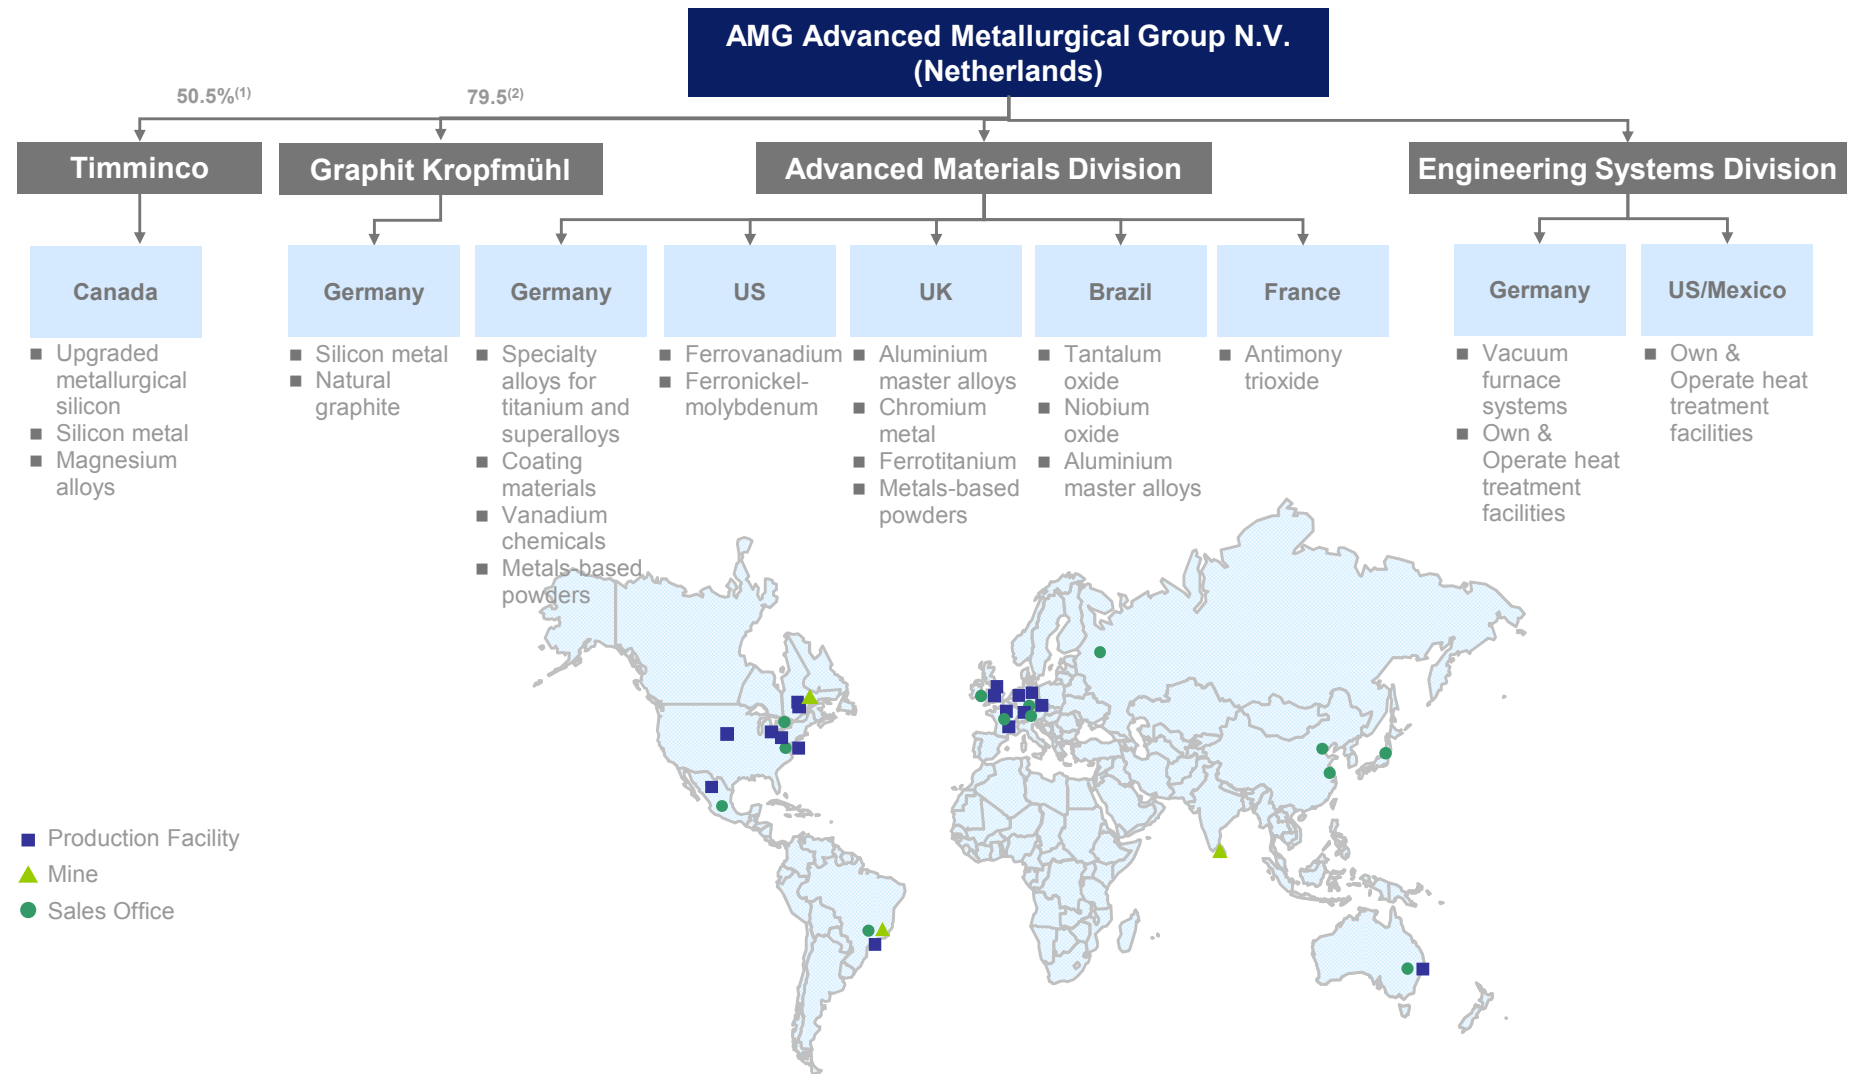 AMG Advanced Metallurgical Group N.V.
(Netherlands)
50.5%(1)
79.5(2)
Timminco
Graphit Kropfmühl
Advanced Materials Division
Engineering Systems Division
Canada
Germany
Germany
US
UK
Brazil
France
Germany
US/Mexico
Upgraded
metallurgical
silicon
Silicon metal
Magnesium
alloys
Silicon metal
Natural
graphite
Specialty
alloys for
titanium and
superalloys
Coating
materials
Vanadium
chemicals
Metals-based
powders
Ferrovanadium
Ferronickel-
molybdenum
Aluminium
master alloys
Chromium
metal
Ferrotitanium
Metals-based
powders
Tantalum
oxide
Niobium
oxide
Aluminium
master alloys
Antimony
trioxide
Vacuum
furnace
systems
Own &
Operate heat
treatment
facilities
Own &
Operate heat
treatment
facilities
Production Facility
Mine
Sales Office